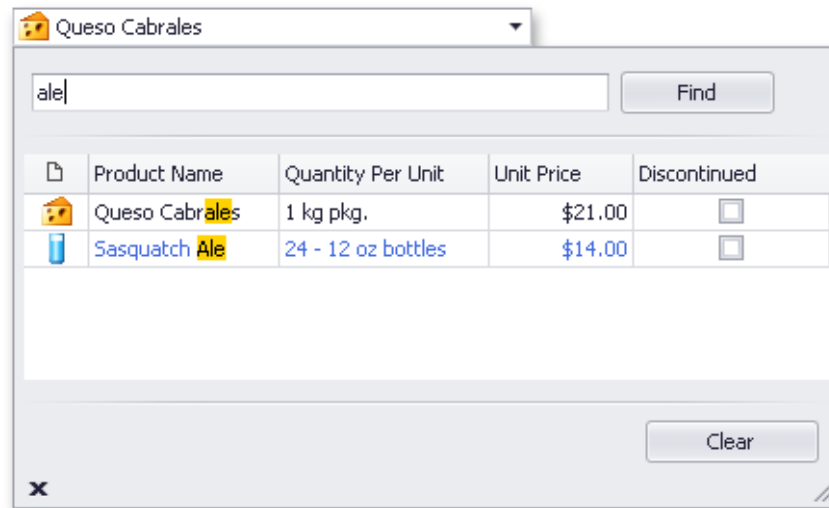 Queso Cabrales
ale
Find
Product Name Quantity Per Unit Unit Price Discontinued
Queso Cabrales 1 kg pkg. $21.00
Sasquatch Ale 24 - 12 oz bottles $14.00
Clear
x